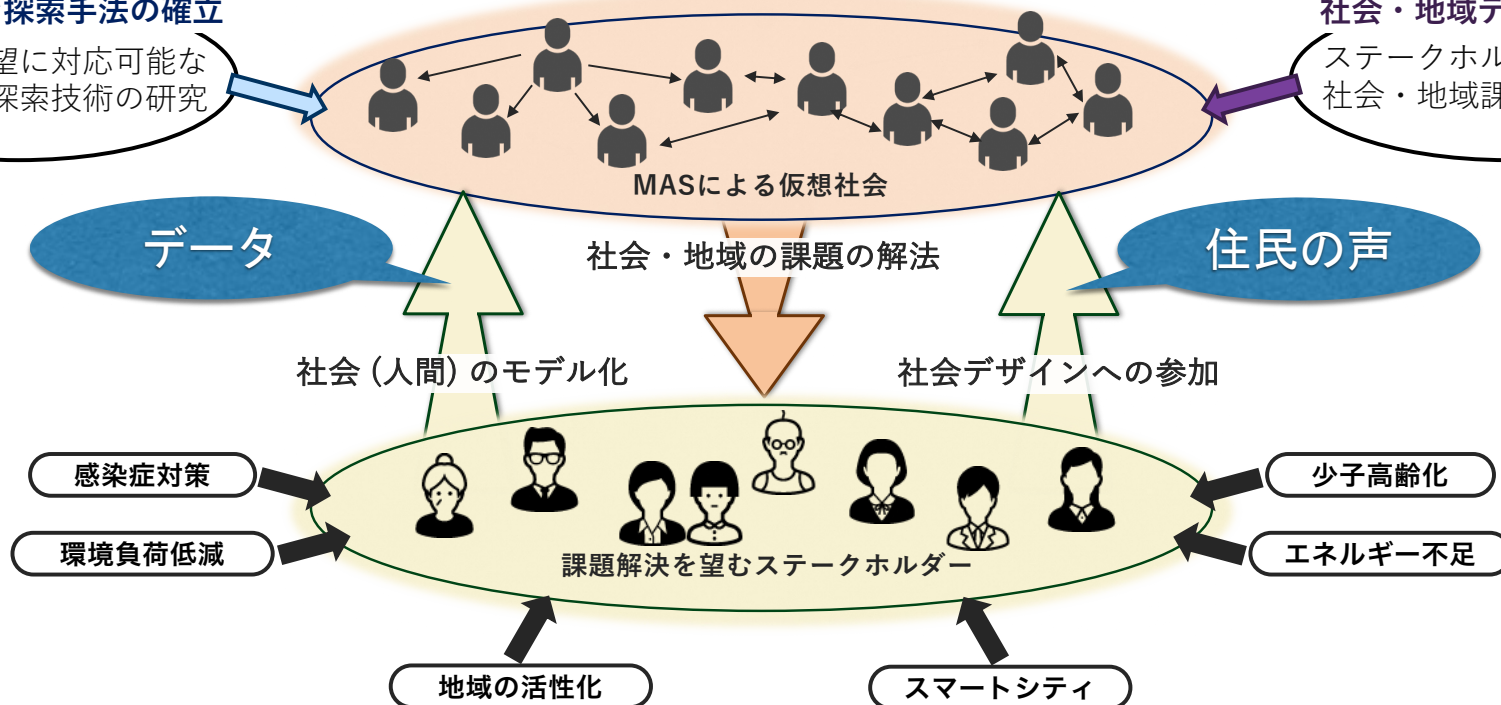 探索手法の確立
望に対応可能な
探索技術の研究
社会・地域デ
ステークホル
社会・地域課
MASによる仮想社会
データ
社会・地域の課題の解法
住民の声
社会 (人間) のモデル化
社会デザインへの参加
感染症対策
環境負荷低減
少子高齢化
エネルギー不足
課題解決を望むステークホルダー
地域の活性化
スマートシティ